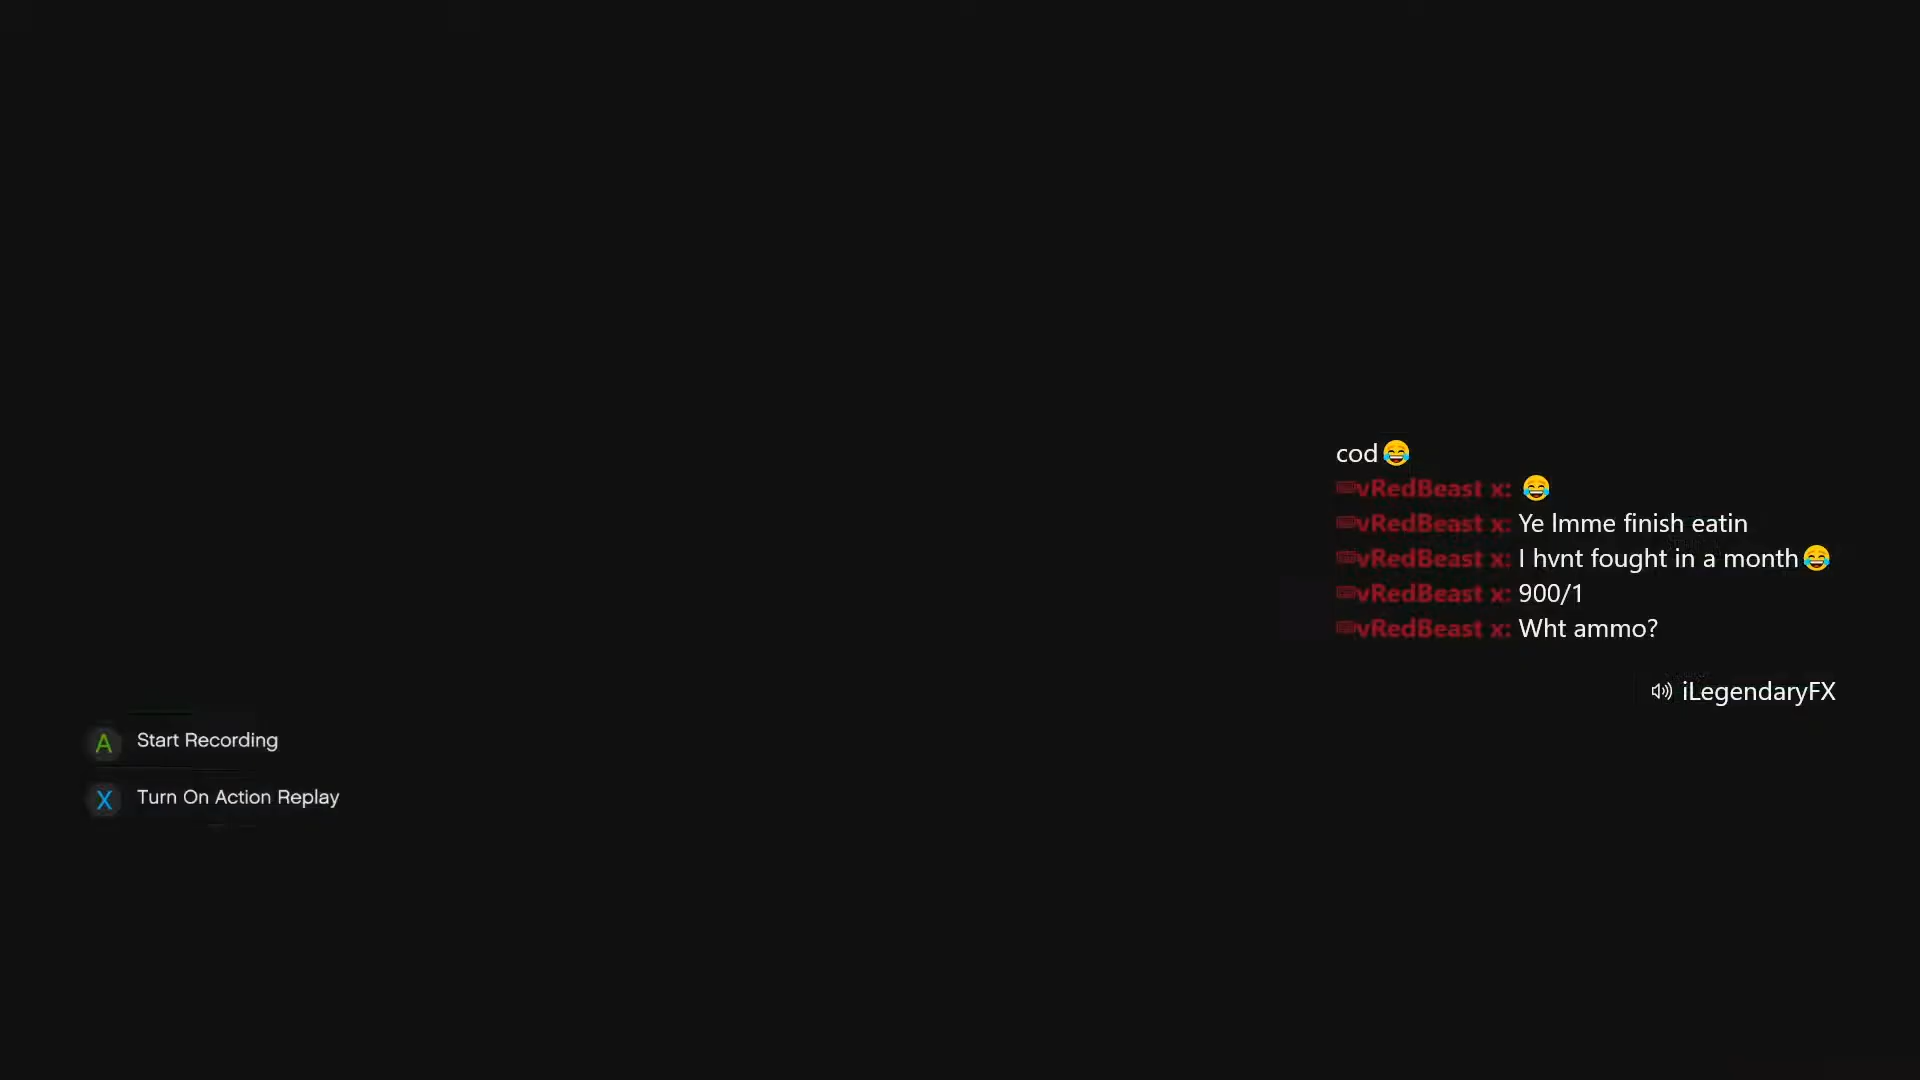 cod😂
vRedBeast x: 😂
vRedBeast x: Ye lmme finish eatin
vRedBeast x: I hvnt fought in a month😂
vRedBeast x: 900/1
vRedBeast x: Wht ammo?
iLegendaryFX
A Start Recording
X Turn On Action Replay